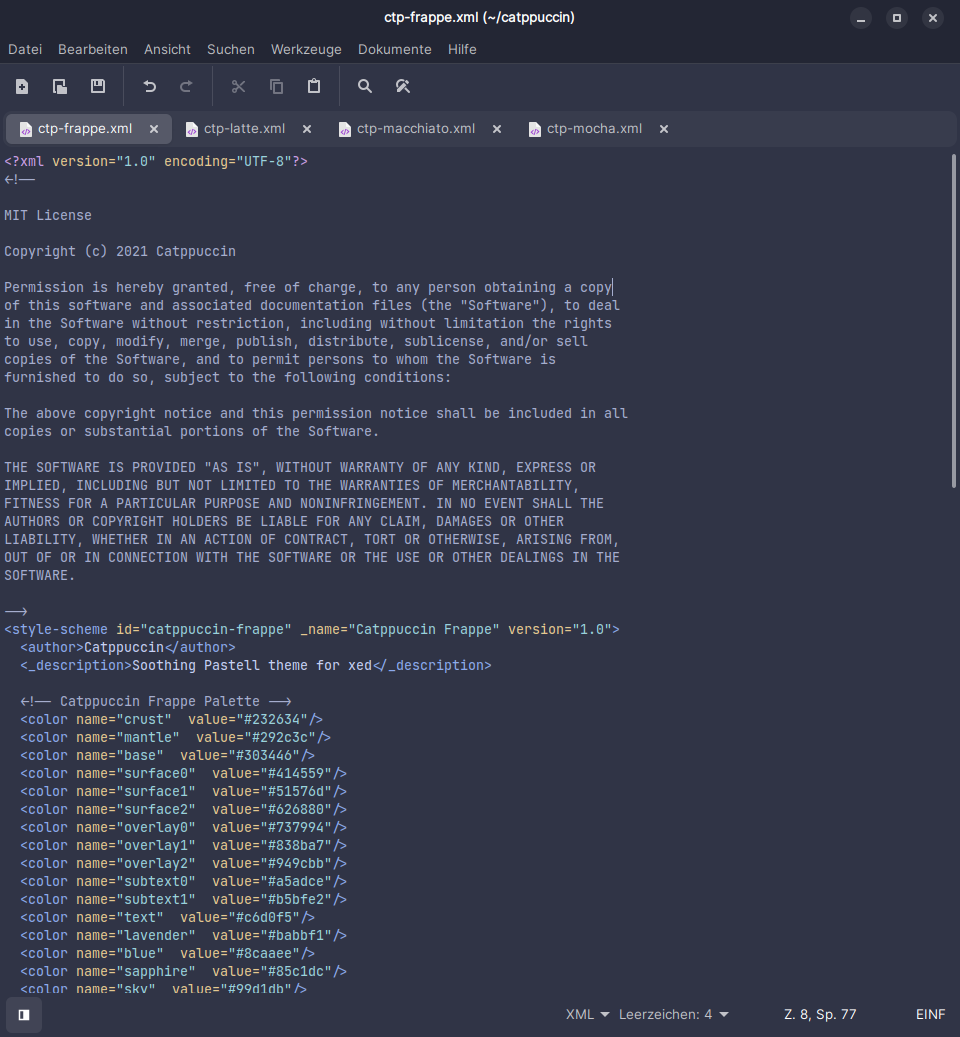 ctp-frappe.xml (~/catppuccin)
Datei Bearbeiten Ansicht Suchen Werkzeuge Dokumente Hilfe
ctp-frappe.xml ctp-latte.xml ctp-macchiato.xml ctp-mocha.xml
<?xml version="1.0" encoding="UTF-8"?>
<!--
MIT License
Copyright (c) 2021 Catppuccin
Permission is hereby granted, free of charge, to any person obtaining a copy
of this software and associated documentation files (the "Software"), to deal
in the Software without restriction, including without limitation the rights
to use, copy, modify, merge, publish, distribute, sublicense, and/or sell
copies of the Software, and to permit persons to whom the Software is
furnished to do so, subject to the following conditions:
The above copyright notice and this permission notice shall be included in all
copies or substantial portions of the Software.
THE SOFTWARE IS PROVIDED "AS IS", WITHOUT WARRANTY OF ANY KIND, EXPRESS OR
IMPLIED, INCLUDING BUT NOT LIMITED TO THE WARRANTIES OF MERCHANTABILITY,
FITNESS FOR A PARTICULAR PURPOSE AND NONINFRINGEMENT. IN NO EVENT SHALL THE
AUTHORS OR COPYRIGHT HOLDERS BE LIABLE FOR ANY CLAIM, DAMAGES OR OTHER
LIABILITY, WHETHER IN AN ACTION OF CONTRACT, TORT OR OTHERWISE, ARISING FROM,
OUT OF OR IN CONNECTION WITH THE SOFTWARE OR THE USE OR OTHER DEALINGS IN THE
SOFTWARE.
-->
<style-scheme id="catppuccin-frappe" _name="Catppuccin Frappe" version="1.0">
<author>Catppuccin</author>
<_description>Soothing Pastell theme for xed</_description>
<!-- Catppuccin Frappe Palette -->
<color name="crust"  value="#232634"/>
<color name="mantle"  value="#292c3c"/>
<color name="base"  value="#303446"/>
<color name="surface0"  value="#414559"/>
<color name="surface1"  value="#51576d"/>
<color name="surface2"  value="#626880"/>
<color name="overlay0"  value="#737994"/>
<color name="overlay1"  value="#838ba7"/>
<color name="overlay2"  value="#949cbb"/>
<color name="subtext0"  value="#a5adce"/>
<color name="subtext1"  value="#b5bfe2"/>
<color name="text"  value="#c6d0f5"/>
<color name="lavender"  value="#babbf1"/>
<color name="blue"  value="#8caaee"/>
<color name="sapphire"  value="#85c1dc"/>
<color name="sky"  value="#99d1db"/>
XML Leerzeichen: 4 Z. 8, Sp. 77 EINF